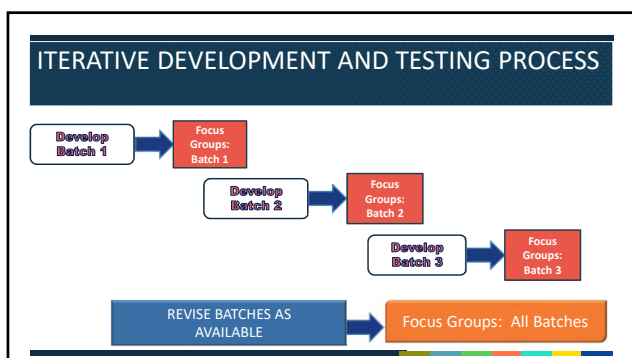 ITERATIVE DEVELOPMENT AND TESTING PROCESS
Develop
Batch 1
Focus
Groups:
Batch 1
Develop
Batch 2
Focus
Groups:
Batch 2
Develop
Batch 3
Focus
Groups:
Batch 3
REVISE BATCHES AS
AVAILABLE
Focus Groups: All Batches